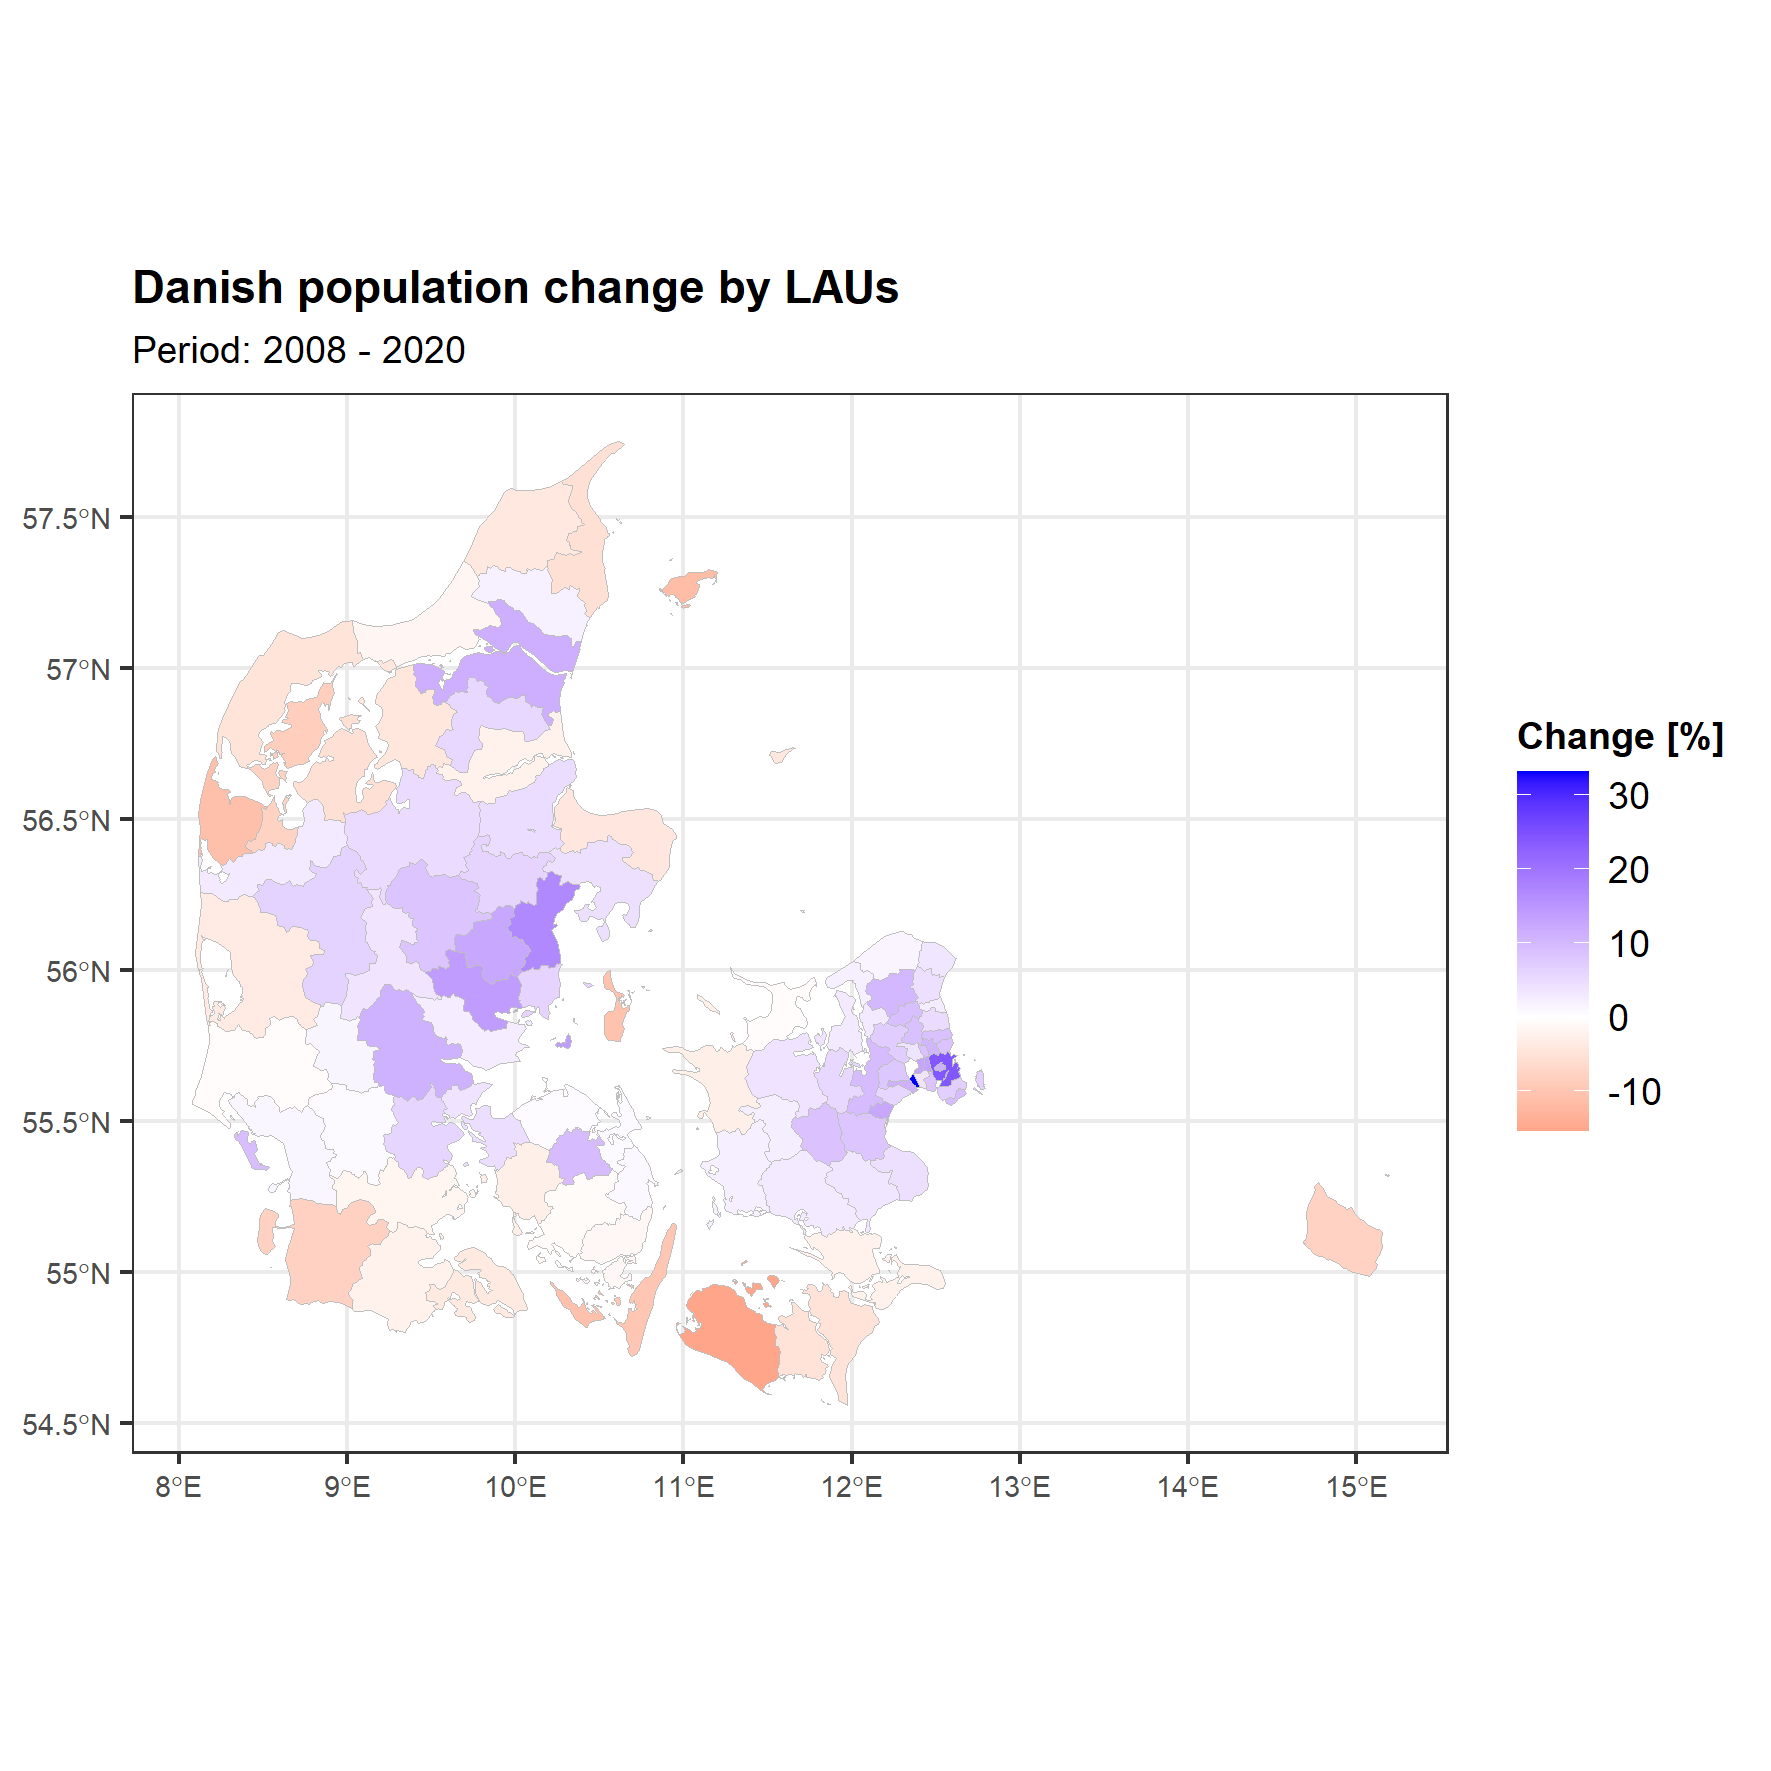 Danish population change by LAUs
Period: 2008 - 2020
57.5°N
57°N
56.5°N
56°N
55.5°N
55°N
54.5°N
8°E 9°E 10°E 11°E 12°E 13°E 14°E 15°E
Change [%]
30
20
10
0
-10